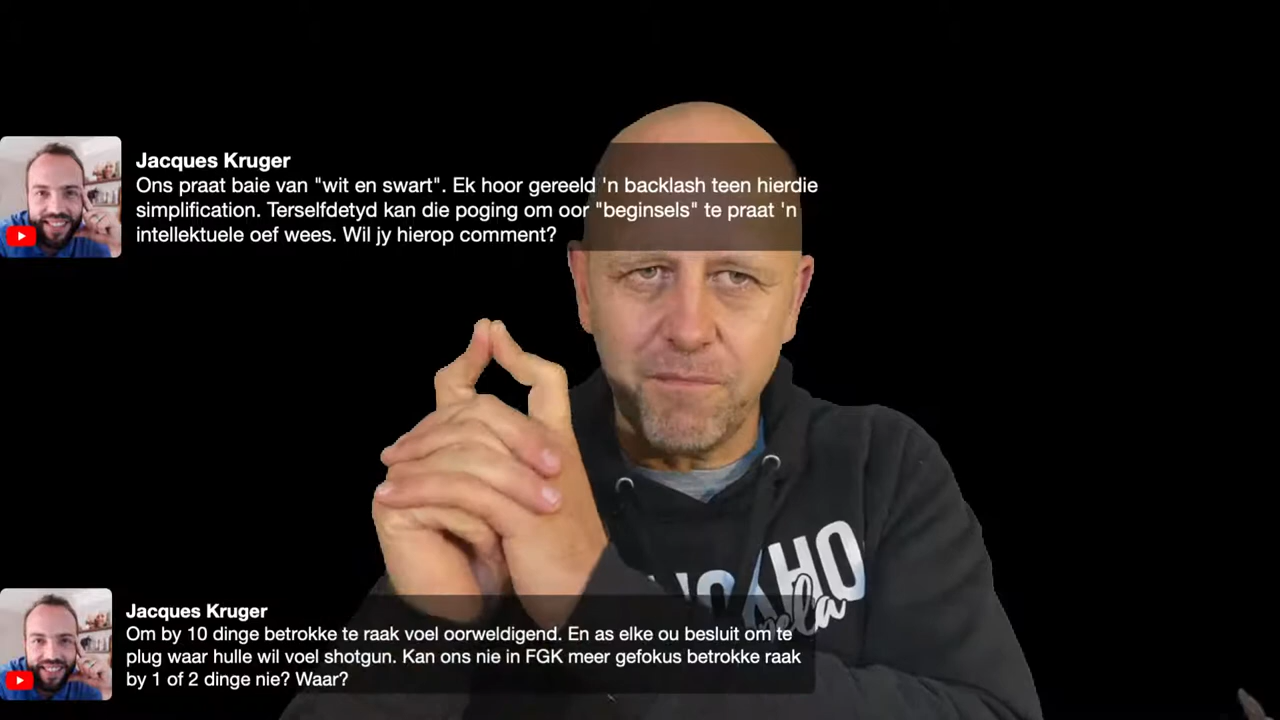 Jacques Kruger
Ons praat baie van "wit en swart". Ek hoor gereeld 'n backlash teen hierdie
simplification. Terselfdetyd kan die poging om oor "beginsels" te praat 'n
intellektuele oef wees. Wil jy hierop comment?
Jacques Kruger
Om by 10 dinge betrokke te raak voel oorweldigend. En as elke ou besluit om te
plug waar hulle wil voel shotgun. Kan ons nie in FGK meer gefokus betrokke raak
by 1 of 2 dinge nie? Waar?